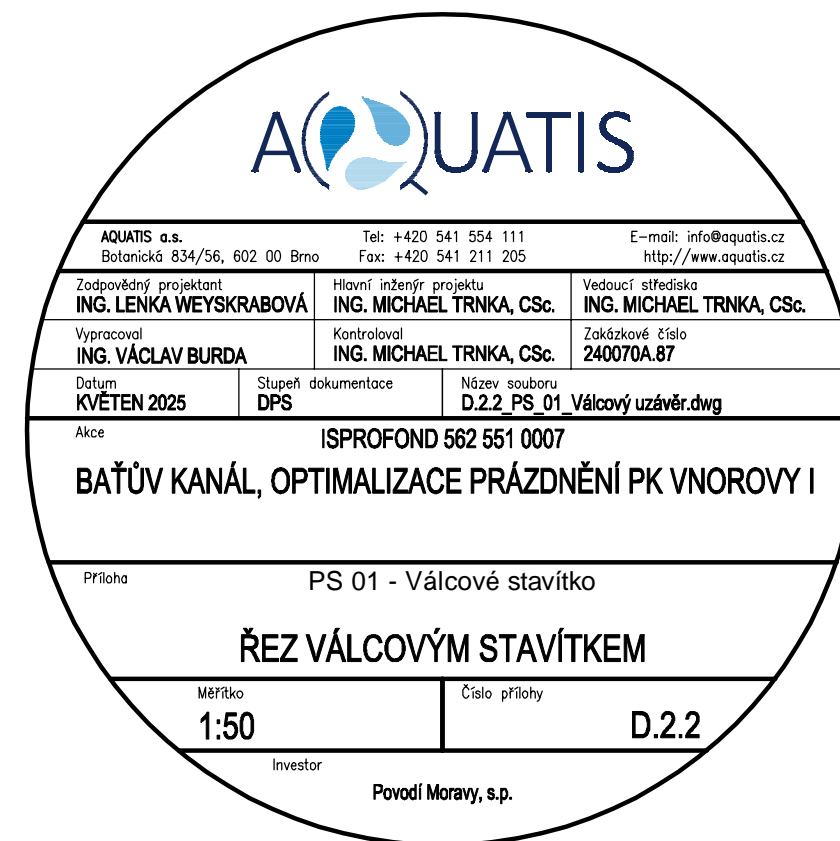 AQUATIS
AQUATIS a.s. Tel: +420 541 554 111 E-mail: info@aquatis.cz
Botanická 834/56, 602 00 Brno Fax: +420 541 211 205 http://www.aquatis.cz
Zodpovědný projektant Hlavní inženýr projektu Vedoucí střediska
ING. LENKA WEYSKRABOVÁ ING. MICHAEL TRNKA, CSc. ING. MICHAEL TRNKA, CSc.
Vypracoval Kontroloval Zakázkové číslo
ING. VÁCLAV BURDA ING. MICHAEL TRNKA, CSc. 240070A.87
Datum Stupeň dokumentace Název souboru
KVĚTEN 2025 DPS D.2.2_PS_01_Válcový uzávěr.dwg
Akce ISPROFOND 562 551 0007
BAŤŮV KANÁL, OPTIMALIZACE PRÁZDNĚNÍ PK VNOROVY I
Příloha PS 01 - Válcové stavítko
ŘEZ VÁLCOVÝM STAVÍTKEM
Měřítko Číslo přílohy
1:50 D.2.2
Investor
Povodí Moravy, s.p.